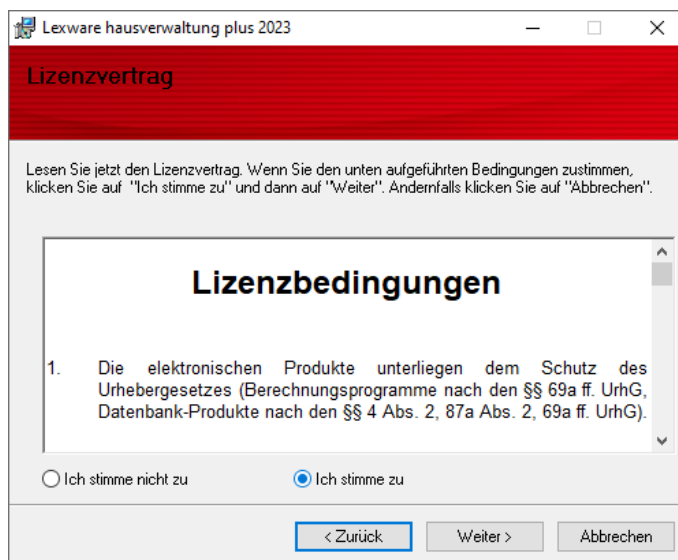 Lexware hausverwaltung plus 2023
Lizenzvertrag
Lesen Sie jetzt den Lizenzvertrag. Wenn Sie den unten aufgeführten Bedingungen zustimmen,
klicken Sie auf "Ich stimme zu" und dann auf "Weiter". Andernfalls klicken Sie auf "Abbrechen".
Lizenzbedingungen
1. Die elektronischen Produkte unterliegen dem Schutz des
Urhebergesetzes (Berechnungsprogramme nach den §§ 69a ff. UrhG,
Datenbank-Produkte nach den §§ 4 Abs. 2, 87a Abs. 2, 69a ff. UrhG).
Ich stimme nicht zu Ich stimme zu
< Zurück Weiter > Abbrechen